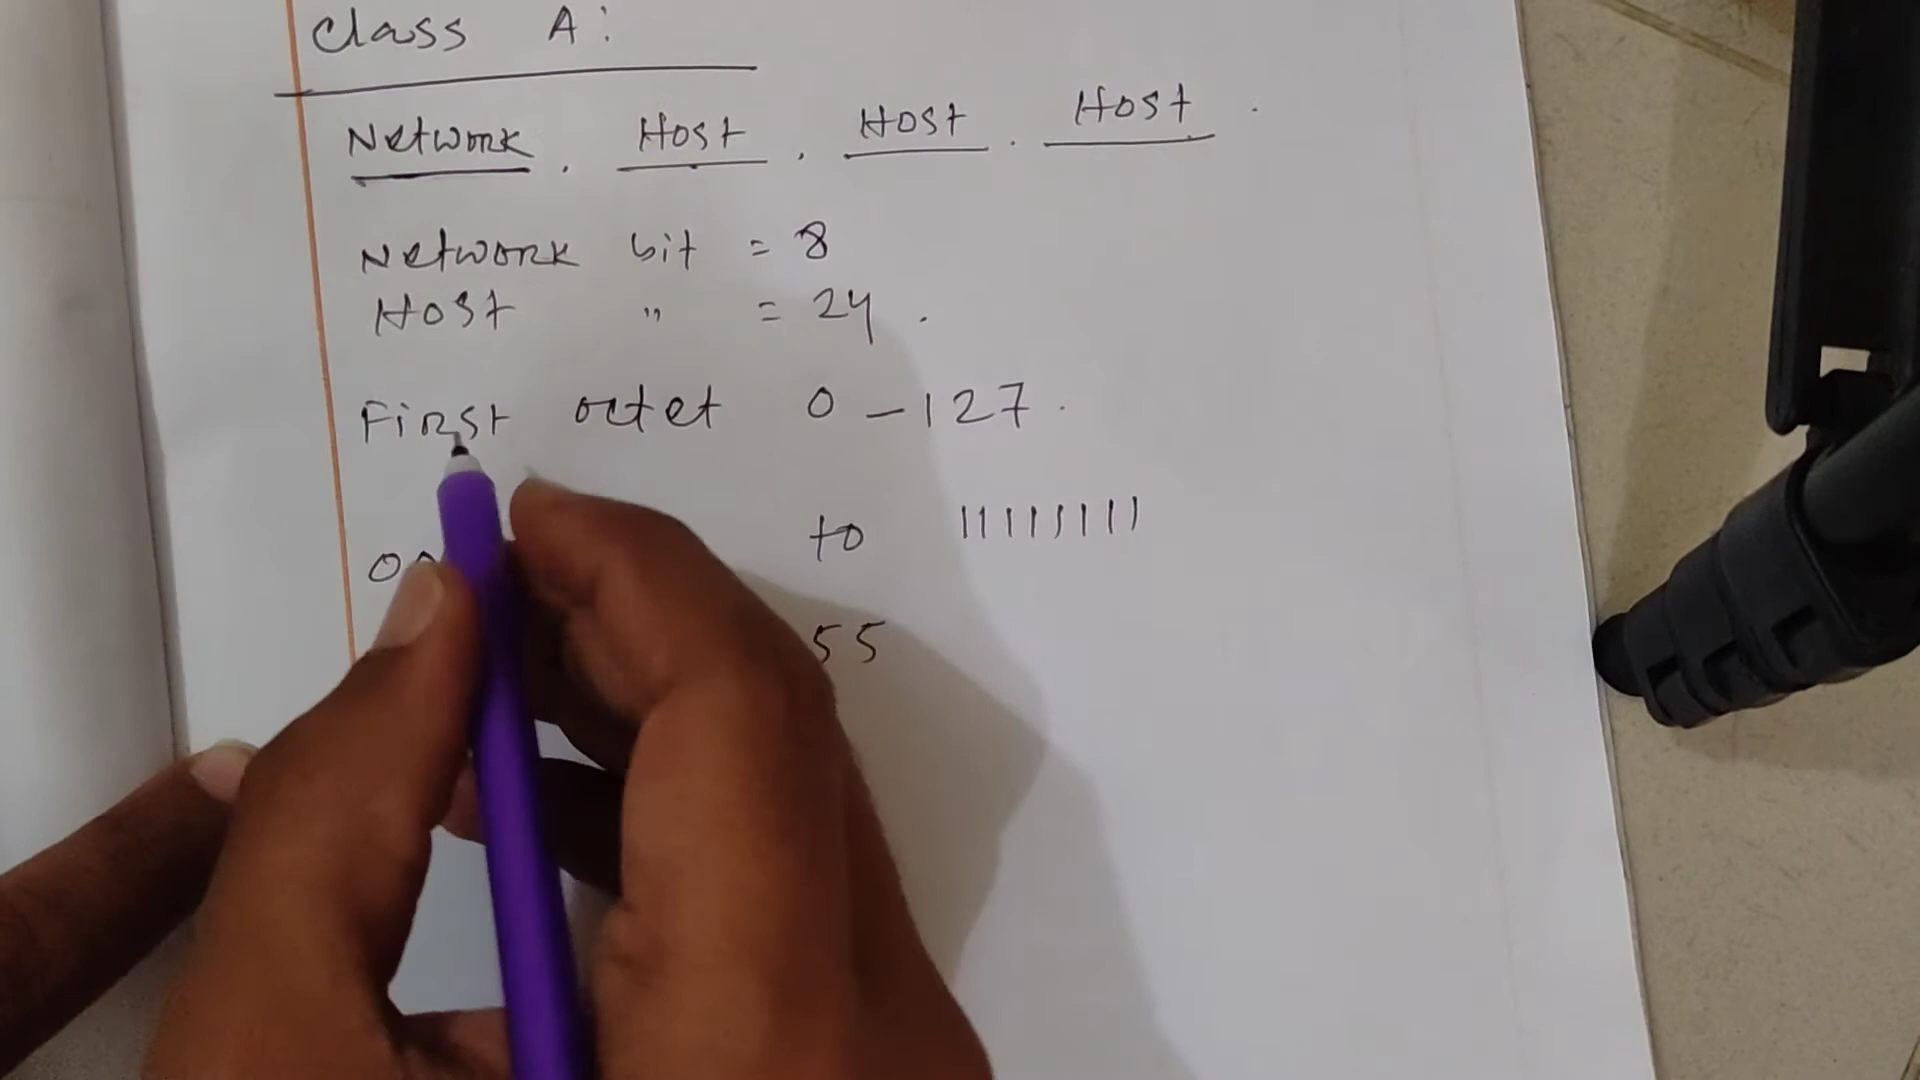 Class A:
Network . Host . Host . Host .
Network bit = 8
Host " = 24 .
First octet 0 - 127 .
to 11111111
55